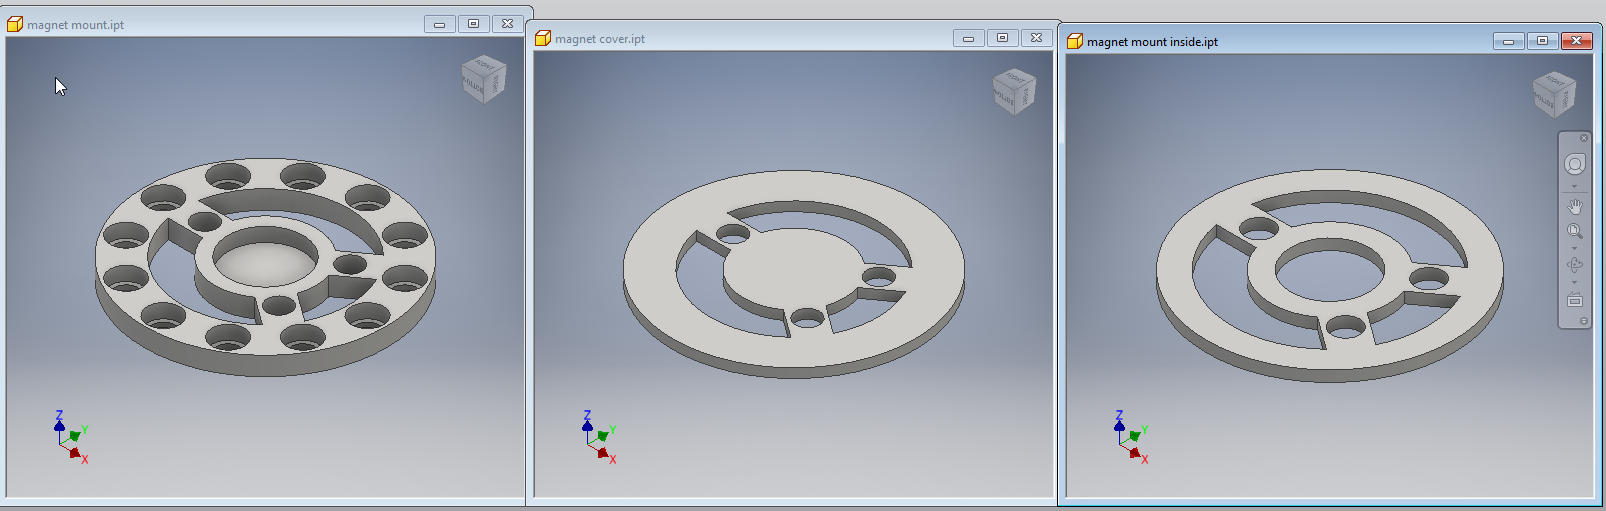 magnet mount.ipt
magnet cover.ipt
magnet mount inside.ipt
Z
Y
X
Z
Y
X
Z
Y
X